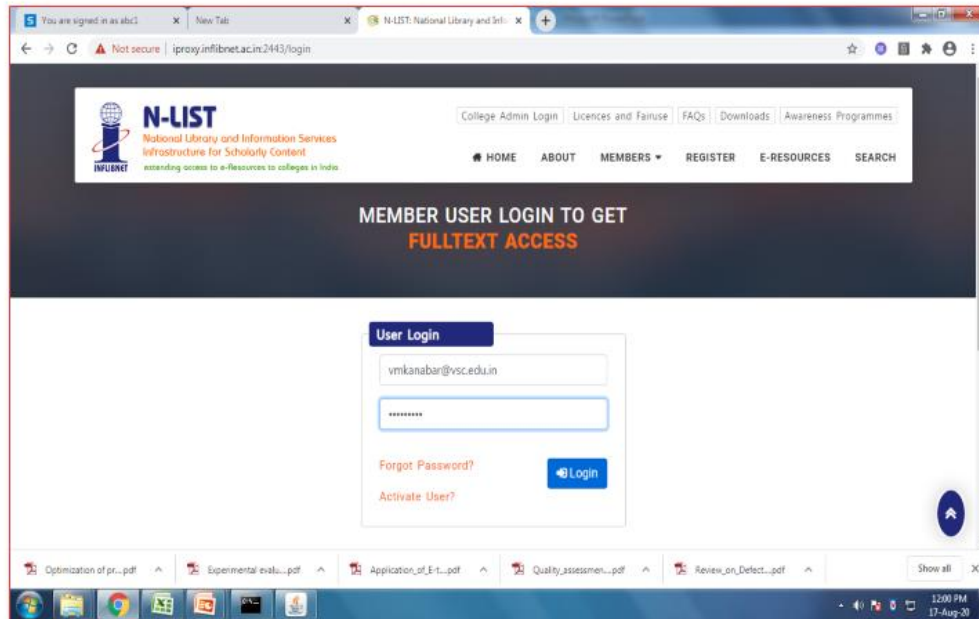 You are signed in as abc1
New Tab
N-LIST: National Library and Info
Not secure
iproxy.inflibnet.ac.in:2443/login
N-LIST
National Library and Information Services
Infrastructure for Scholarly Content
extending access to e-Resources to colleges in India
INFLIBNET
College Admin Login
Licences and Fairuse
FAQs
Downloads
Awareness Programmes
HOME
ABOUT
MEMBERS
REGISTER
E-RESOURCES
SEARCH
MEMBER USER LOGIN TO GET
FULLTEXT ACCESS
User Login
vmkanabar@vsc.edu.in
•••••••••
Forgot Password?
Login
Activate User?
Optimization of pr....pdf
Experimental evalu....pdf
Application_of_E-t....pdf
Quality_assessmen....pdf
Review_on_Defect....pdf
Show all
12:00 PM
17-Aug-20